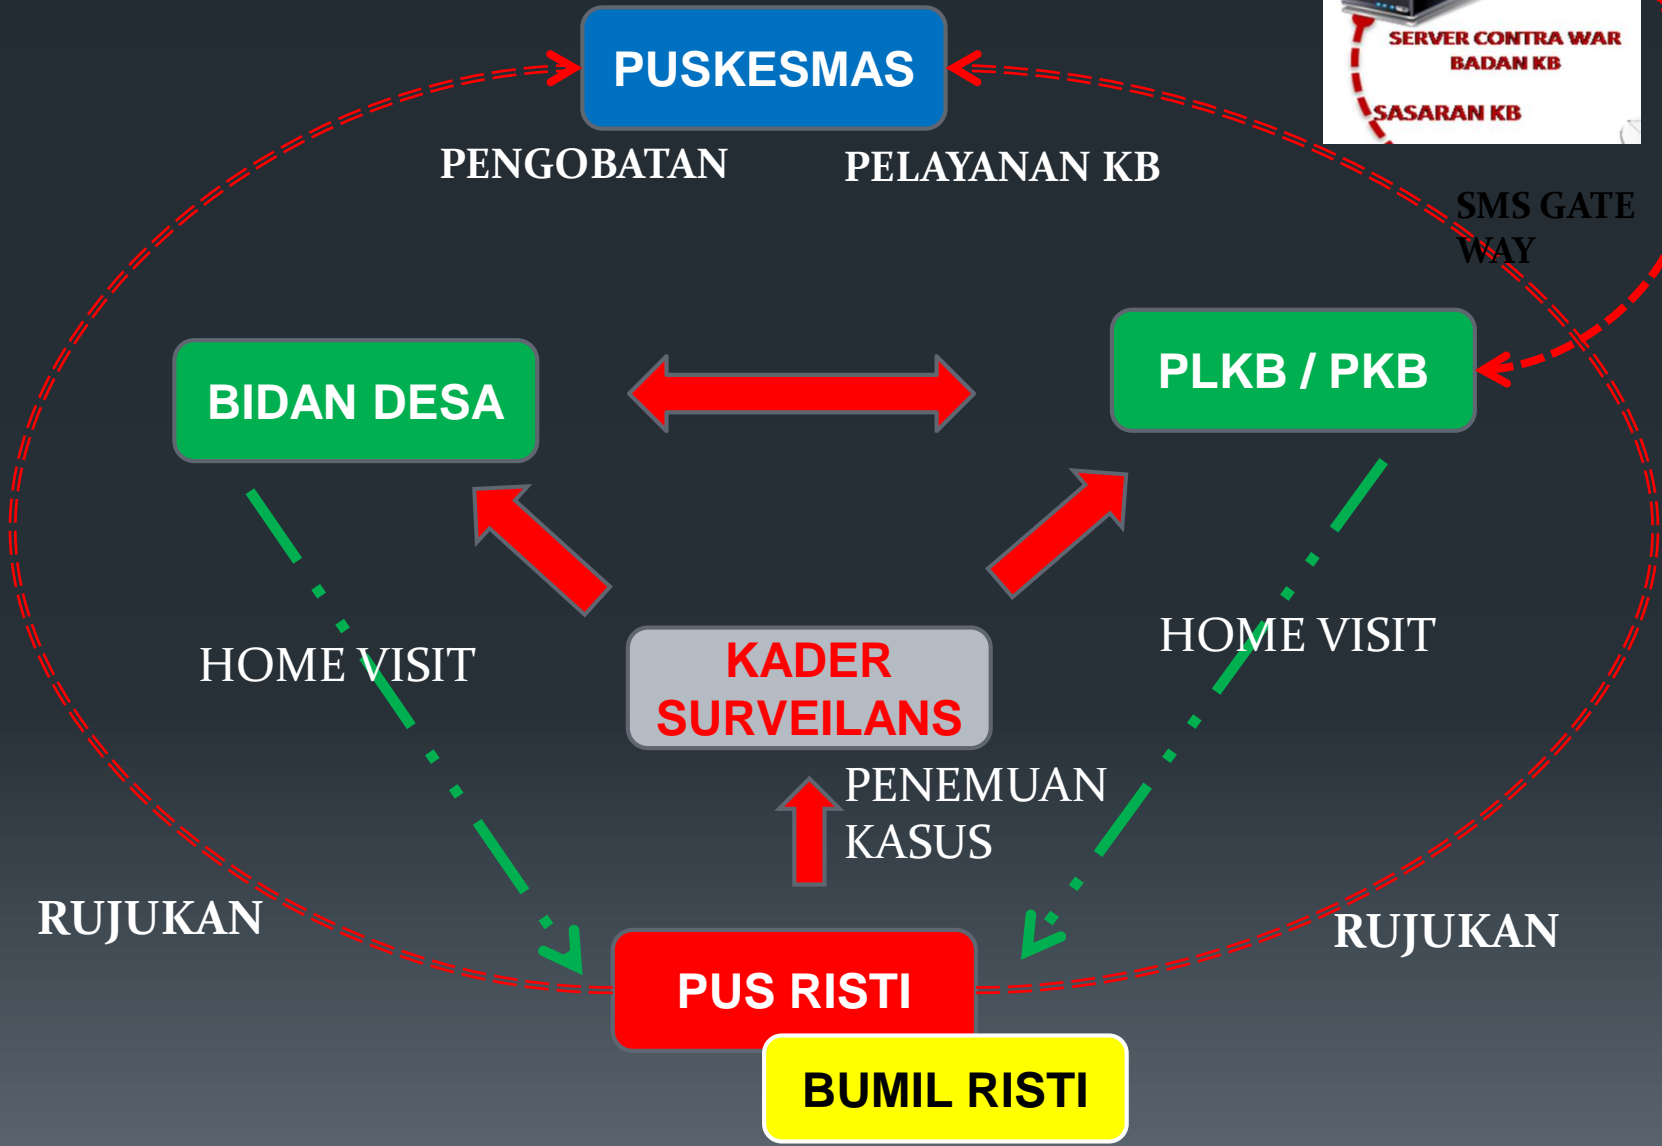 PUSKESMAS
SERVER CONTRA WAR
BADAN KB
SASARAN KB
PENGOBATAN
PELAYANAN KB
SMS GATE
WAY
BIDAN DESA
PLKB / PKB
HOME VISIT
HOME VISIT
KADER
SURVEILANS
PENEMUAN
KASUS
RUJUKAN
RUJUKAN
PUS RISTI
BUMIL RISTI